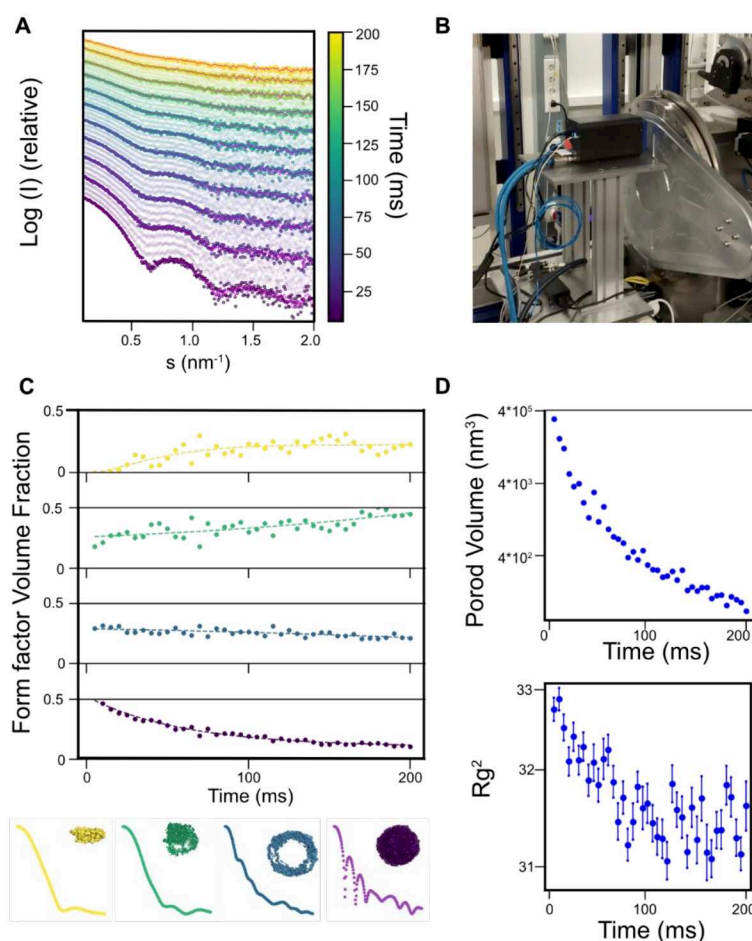 A
Log (I) (relative)
0.5
1.0
1.5
2.0
s (nm⁻¹)
200
175
150
125
100
75
50
25
Time (ms)
B
C
Form factor Volume Fraction
0.5
0
0.5
0
0.5
0
0.5
0
0
100
200
Time (ms)
D
Porod Volume (nm³)
4*10⁵
4*10³
4*10²
0
100
200
Time (ms)
Rg²
33
32
31
0
100
200
Time (ms)